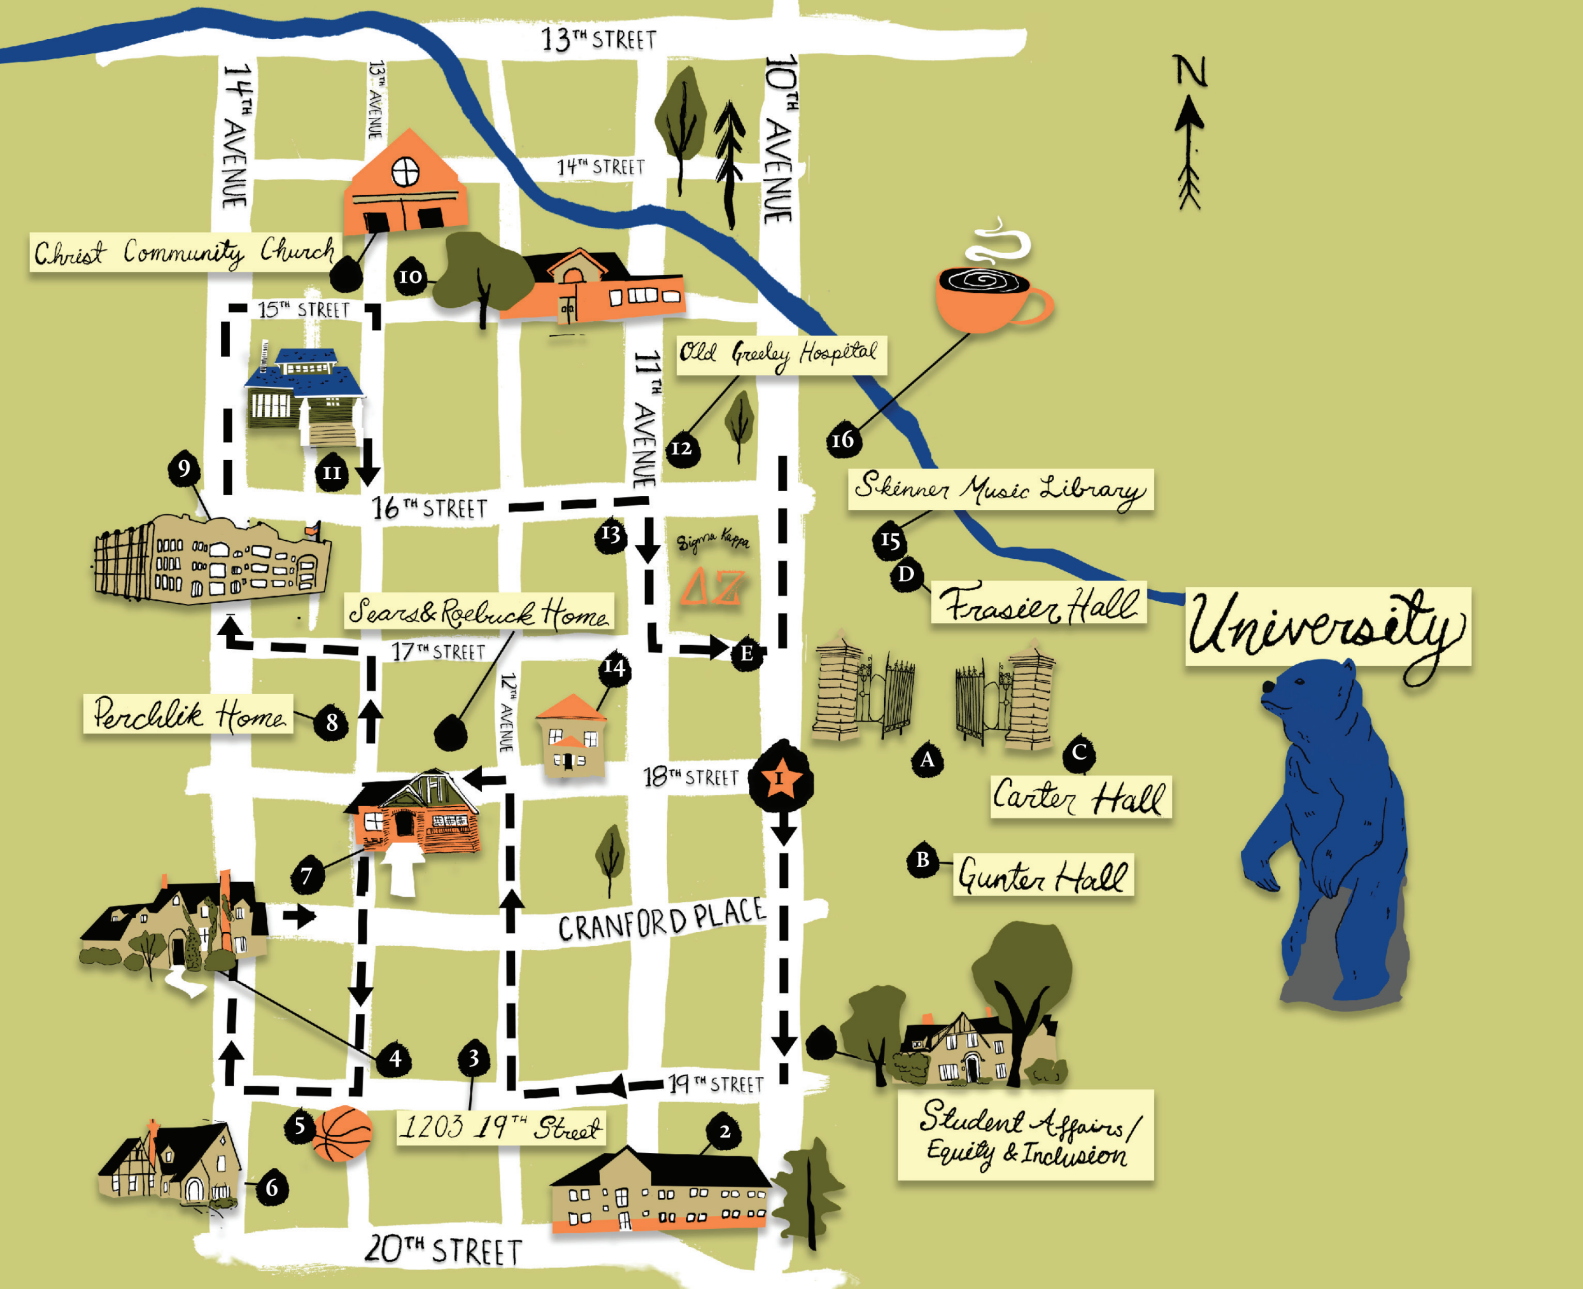 13TH STREET
N
14TH AVENUE
13TH AVENUE
10TH AVENUE
14TH STREET
Christ Community Church
10
15TH STREET
Old Greeley Hospital
11TH AVENUE
12
16
9
11
Skinner Music Library
16TH STREET
13
Sigma Kappa
15
D
ΔZ
Frasier Hall
Sears & Roebuck Home
University
17TH STREET
E
14
12TH AVENUE
Perchlik Home
8
A
C
18TH STREET
1
Carter Hall
7
B
Gunter Hall
CRANFORD PLACE
4
3
19TH STREET
5
1203 19TH Street
2
Student Affairs/
Equity & Inclusion
6
20TH STREET